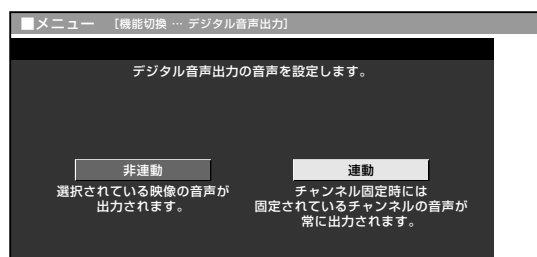 ■メニュー [機能切換 … デジタル音声出力]
デジタル音声出力の音声を設定します。
非連動
選択されている映像の音声が
出力されます。
連動
チャンネル固定時には
固定されているチャンネルの音声が
常に出力されます。